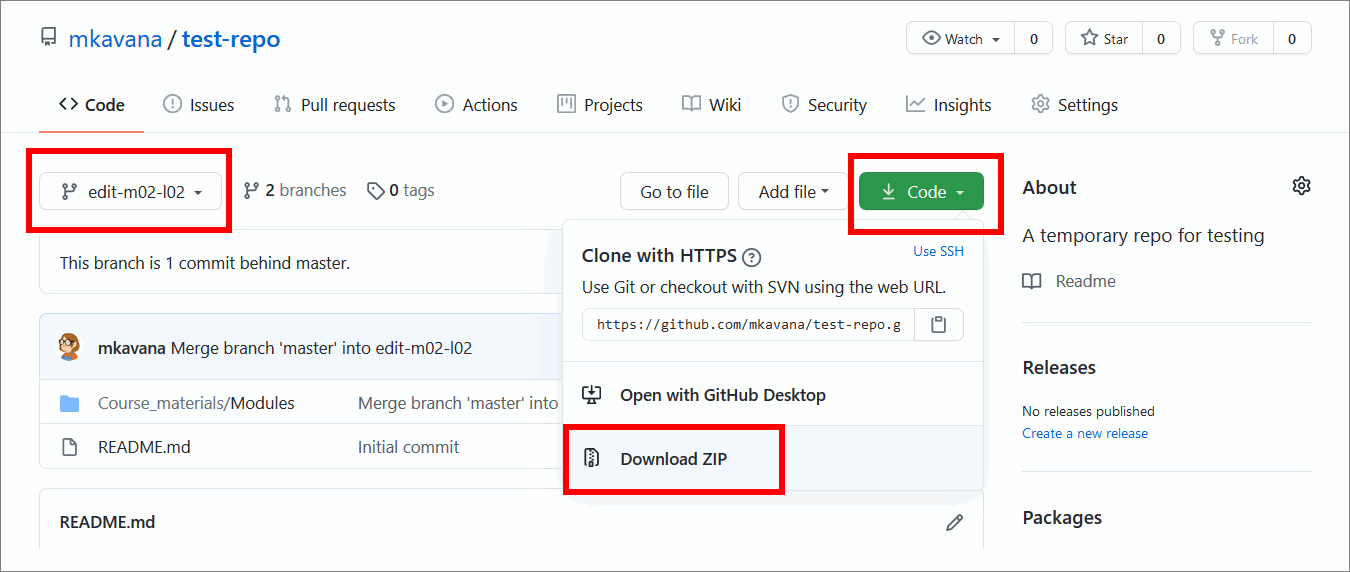 mkavana / test-repo
Watch 0 Star 0 Fork 0
Code Issues Pull requests Actions Projects Wiki Security Insights Settings
edit-m02-l02 2 branches 0 tags Go to file Add file Code
This branch is 1 commit behind master.
Clone with HTTPS ? Use SSH
Use Git or checkout with SVN using the web URL.
https://github.com/mkavana/test-repo.g
mkavana Merge branch 'master' into edit-m02-l02
Course_materials/Modules Merge branch 'master' into
README.md Initial commit
Open with GitHub Desktop
Download ZIP
README.md
About
A temporary repo for testing
Readme
Releases
No releases published
Create a new release
Packages